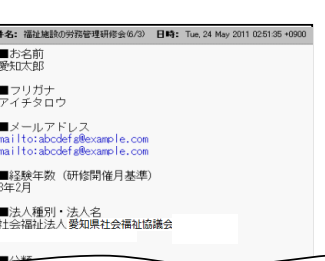 件名: 福祉施設の労務管理研修会(6/3) 日時: Tue, 24 May 2011 02:51:35 +0900
■お名前
愛知太郎
■フリガナ
アイチタロウ
■メールアドレス
mailto:abcdefg@example.com
mailto:abcdefg@example.com
■経験年数（研修開催月基準）
3年2月
■法人種別・法人名
社会福祉法人愛知県社会福祉協議会